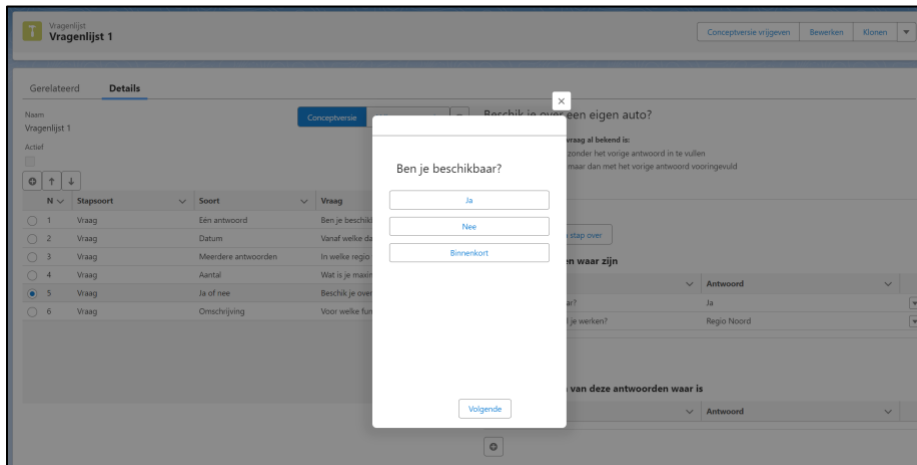 Vragenlijst
Vragenlijst 1
Conceptversie vrijgeven
Bewerken
Klonen
Gerelateerd
Details
Naam
Vragenlijst 1
Actief
Conceptversie
Beschik je over een eigen auto?
vraag al bekend is:
zonder het vorige antwoord in te vullen
maar dan met het vorige antwoord vooringevuld
N Stapsoort Soort Vraag
1 Vraag Eén antwoord Ben je beschikb
2 Vraag Datum Vanaf welke da
3 Vraag Meerdere antwoorden In welke regio
4 Vraag Aantal Wat is je maxim
5 Vraag Ja of nee Beschik je over
6 Vraag Omschrijving Voor welke fun
Ben je beschikbaar?
Ja
Nee
Binnenkort
Volgende
stap over
en waar zijn
Antwoord
ar? Ja
l je werken? Regio Noord
van deze antwoorden waar is
Antwoord